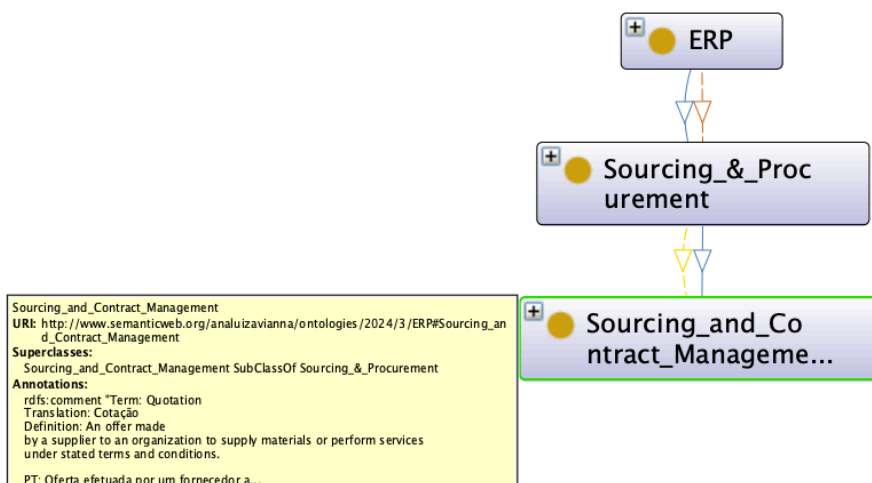 ERP
Sourcing_&_Proc
urement
Sourcing_and_Co
ntract_Manageme...
Sourcing_and_Contract_Management
URI: http://www.semanticweb.org/analuizavianna/ontologies/2024/3/ERP#Sourcing_an
d_Contract_Management
Superclasses:
Sourcing_and_Contract_Management SubClassOf Sourcing_&_Procurement
Annotations:
rdfs:comment "Term: Quotation
Translation: Cotação
Definition: An offer made
by a supplier to an organization to supply materials or perform services
under stated terms and conditions.
PT: Oferta efetuada por um fornecedor a...